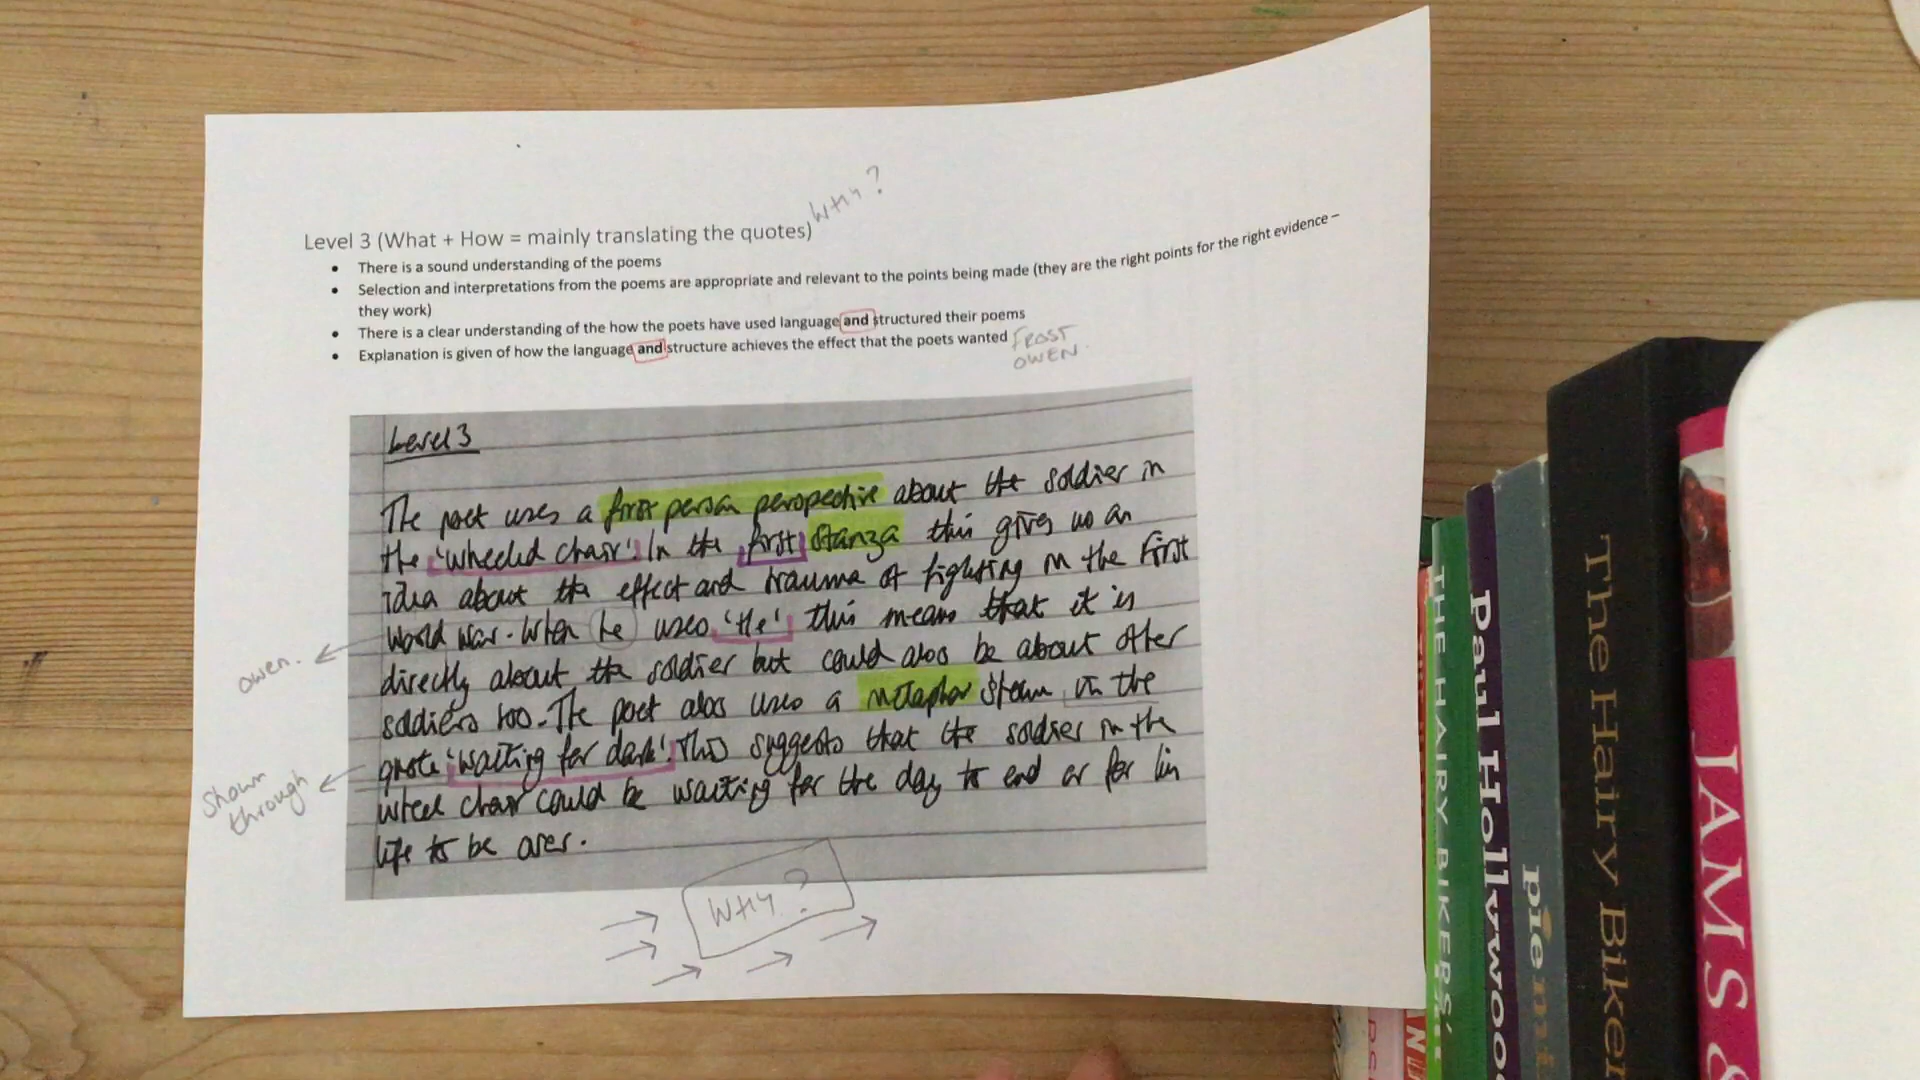 Level 3 (What + How = mainly translating the quotes) WHY?
• There is a sound understanding of the poems
• Selection and interpretations from the poems are appropriate and relevant to the points being made (they are the right points for the right evidence –
they work)
• There is a clear understanding of the how the poets have used language and structured their poems
• Explanation is given of how the language and structure achieves the effect that the poets wanted
FROST
OWEN.
Level 3
The poet uses a first person perspective about the soldier in
the 'wheeled chair'. In the first stanza this gives us an
idea about the effect and trauma of fighting in the First
World War. When he uses 'He' this means that it is
directly about the soldier but could also be about other
soldiers too. The poet also uses a metaphor shown in the
quote 'waiting for dark'. This suggests that the soldier in the
wheel chair could be waiting for the day to end or for his
life to be over.
owen.
Shown
through
WHY?
THE HAIRY BIKERS'
Paul Hollywoo
pie
The Hairy Biker
JAMS &